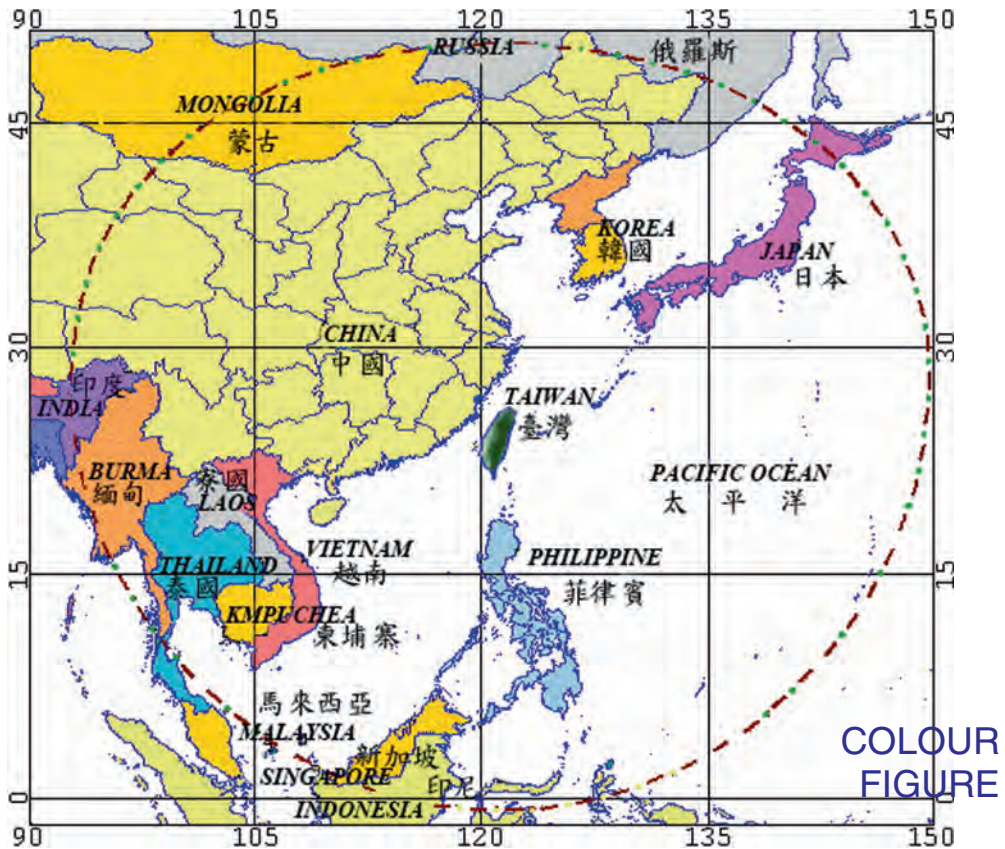 90 105 120 135 150
RUSSIA
俄羅斯
MONGOLIA
蒙古
45 45
KOREA
韓國
JAPAN
日本
CHINA
中國
30 30
印度
INDIA
TAIWAN
臺灣
BURMA
緬甸
寮國
LAOS
PACIFIC OCEAN
太 平 洋
VIETNAM
越南
THAILAND
泰國
PHILIPPINE
菲律賓
15 15
KMPUCHEA
柬埔寨
馬來西亞
MALAYSIA
新加坡
SINGAPORE
印尼
INDONESIA
COLOUR
FIGURE
0 0
90 105 120 135 150